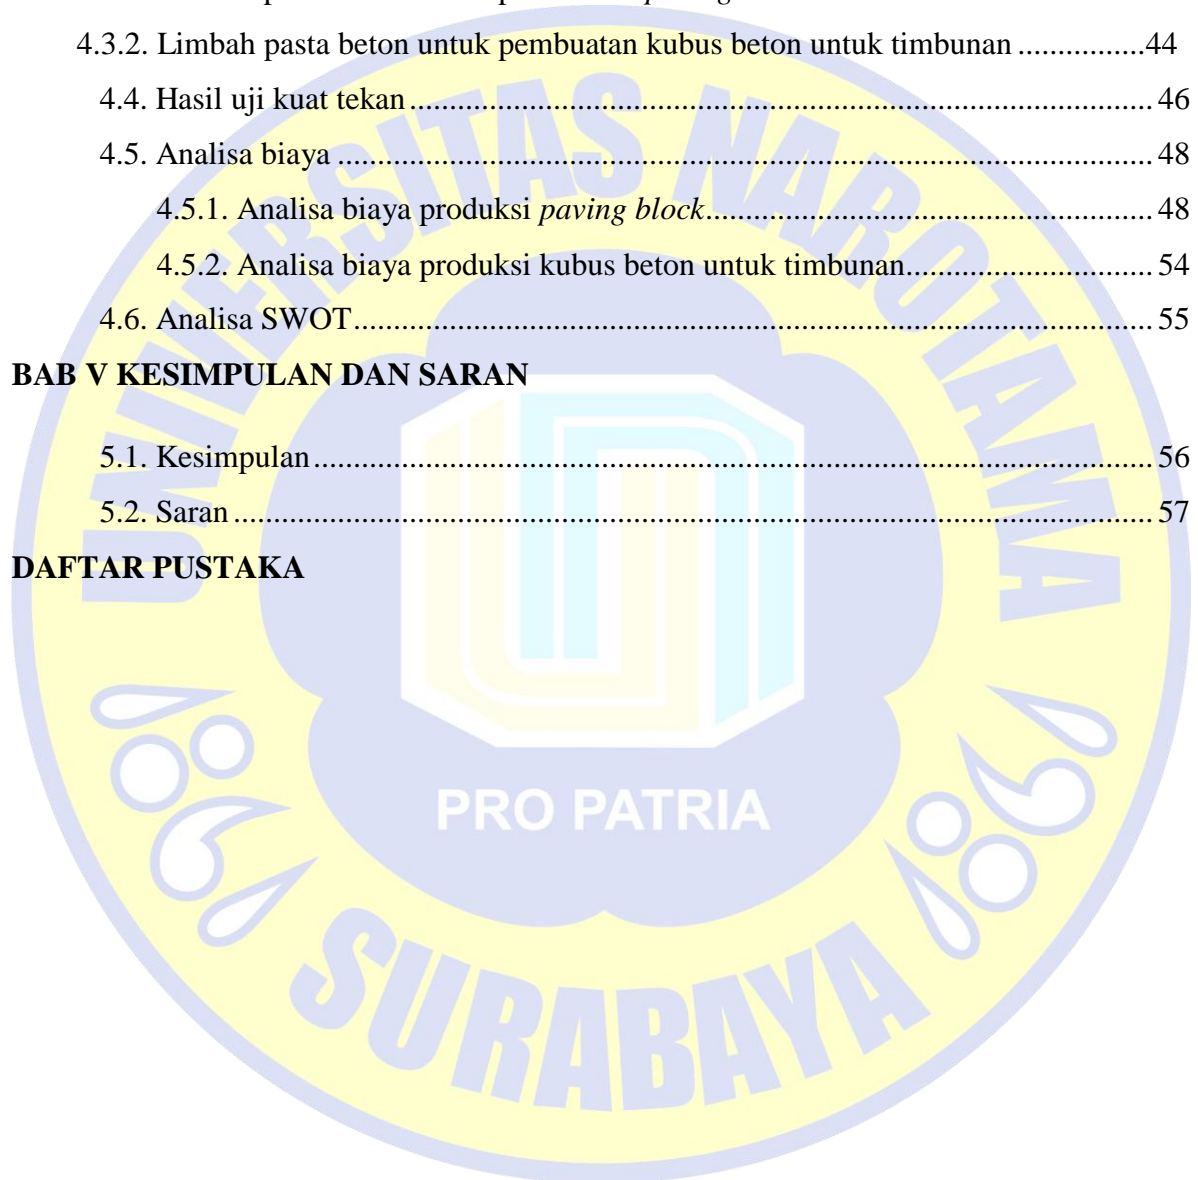 4.3.2. Limbah pasta beton untuk pembuatan kubus beton untuk timbunan ...............44
4.4. Hasil uji kuat tekan ............................................................................................ 46
4.5. Analisa biaya ..................................................................................................... 48
4.5.1. Analisa biaya produksi paving block....................................................... 48
4.5.2. Analisa biaya produksi kubus beton untuk timbunan.............................. 54
4.6. Analisa SWOT................................................................................................... 55
BAB V KESIMPULAN DAN SARAN
5.1. Kesimpulan ........................................................................................................ 56
5.2. Saran .................................................................................................................. 57
DAFTAR PUSTAKA
UNIVERSITAS NAROTAMA
PRO PATRIA
SURABAYA